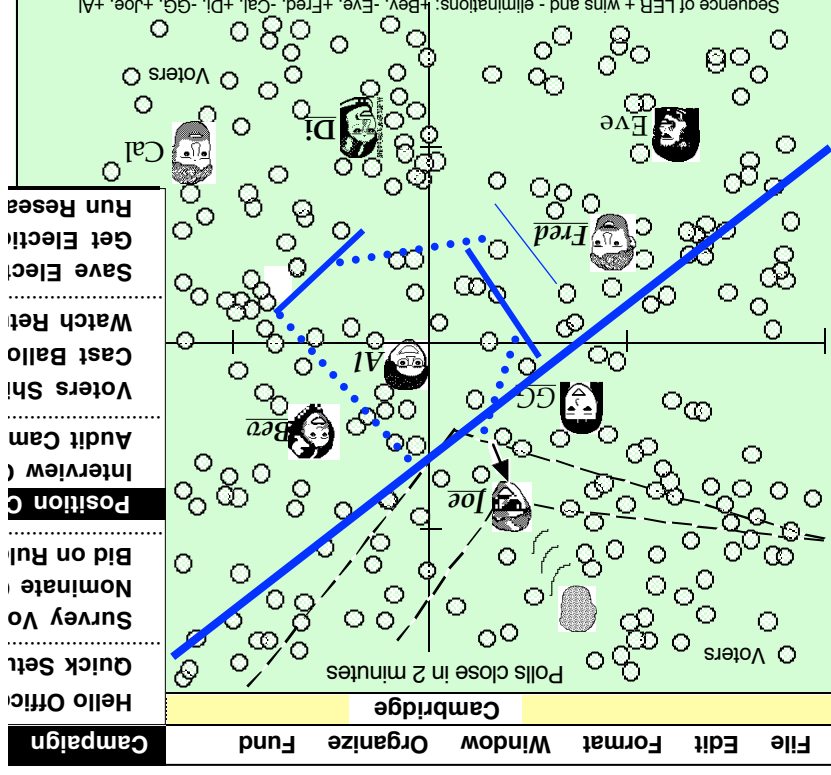 File Edit Format Window Organize Fund Campaign
Cambridge
Hello Offic
Quick Setu
Survey Vo
Nominate
Bid on Rul
Position C
Interview C
Audit Cam
Voters Shi
Cast Ballo
Watch Retu
Save Elect
Get Electi
Run Resea
Polls close in 2 minutes
Voters
Joe
GG
Bev
Al
Fred
Eve
Di
Cal
Voters
Sequence of LER + wins and - eliminations: +Bev, -Eve, +Fred, -Cal, +Di, -GG, +Joe, +Al